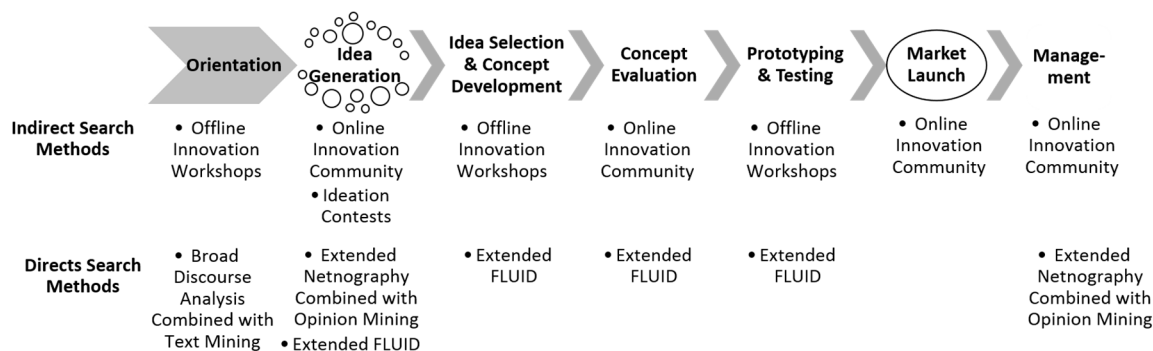 Orientation
Idea
Generation
Idea Selection
& Concept
Development
Concept
Evaluation
Prototyping
& Testing
Market
Launch
Manage-
ment
Indirect Search
Methods
• Offline
Innovation
Workshops
• Online
Innovation
Community
• Ideation
Contests
• Offline
Innovation
Workshops
• Online
Innovation
Community
• Offline
Innovation
Workshops
• Online
Innovation
Community
• Online
Innovation
Community
Directs Search
Methods
• Broad
Discourse
Analysis
Combined with
Text Mining
• Extended
Netnography
Combined with
Opinion Mining
• Extended FLUID
• Extended
FLUID
• Extended
FLUID
• Extended
FLUID
• Extended
Netnography
Combined with
Opinion Mining